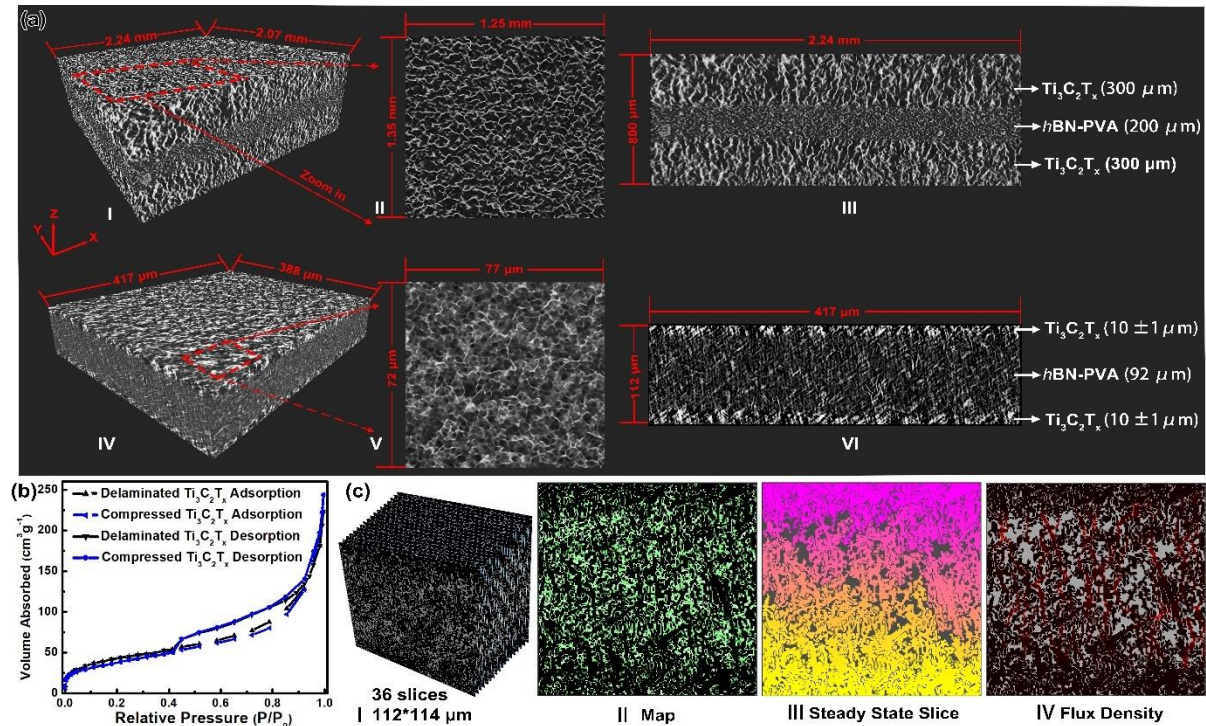 (a)
2.24 mm
2.07 mm
Zoom in
I
Z
Y
X
1.25 mm
1.35 mm
II
2.24 mm
800 μm
Ti₃C₂Tₓ (300 μm)
hBN-PVA (200 μm)
Ti₃C₂Tₓ (300 μm)
III
417 μm
388 μm
IV
77 μm
72 μm
V
417 μm
112 μm
Ti₃C₂Tₓ (10 ±1 μm)
hBN-PVA (92 μm)
Ti₃C₂Tₓ (10 ±1 μm)
VI
(b)
250
200
150
100
50
0
Volume Absorbed (cm³g⁻¹)
Delaminated Ti₃C₂Tₓ Adsorption
Compressed Ti₃C₂Tₓ Adsorption
Delaminated Ti₃C₂Tₓ Desorption
Compressed Ti₃C₂Tₓ Desorption
0.0 0.2 0.4 0.6 0.8 1.0
Relative Pressure (P/P₀)
(c)
36 slices
I 112*114 μm
II Map
III Steady State Slice
IV Flux Density